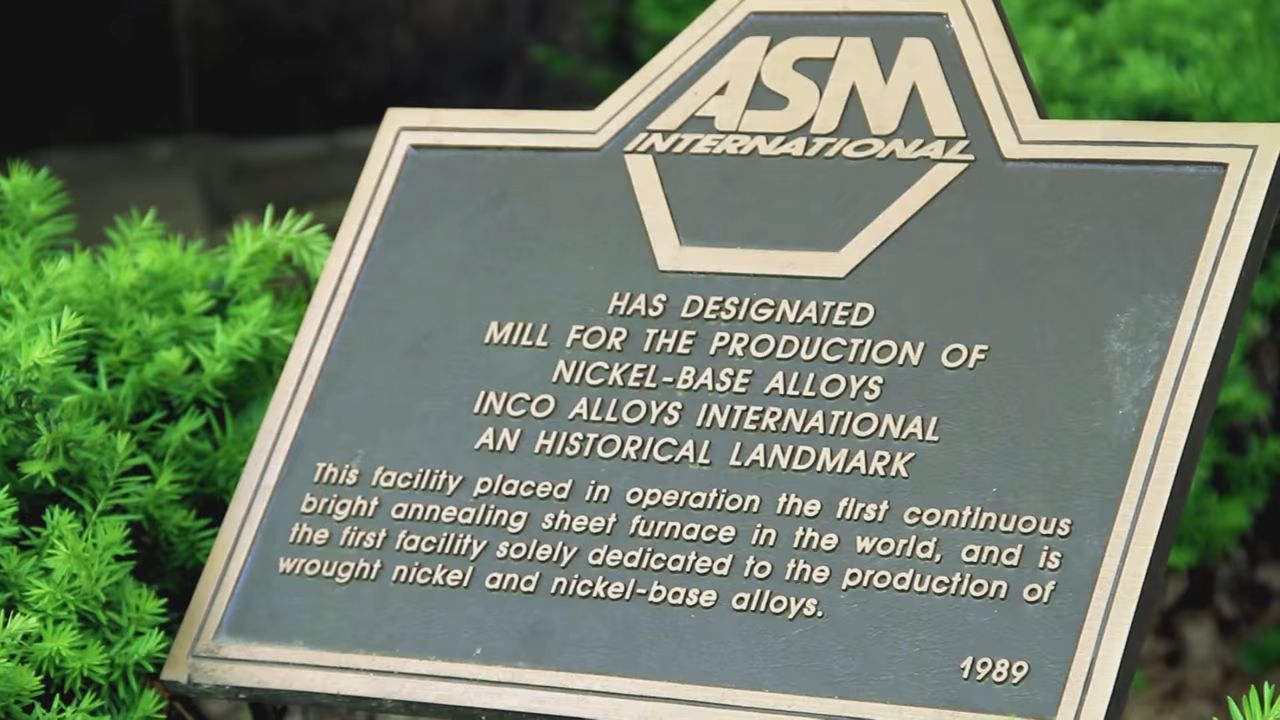 ASM
INTERNATIONAL
HAS DESIGNATED
MILL FOR THE PRODUCTION OF
NICKEL-BASE ALLOYS
INCO ALLOYS INTERNATIONAL
AN HISTORICAL LANDMARK
This facility placed in operation the first continuous
bright annealing sheet furnace in the world, and is
the first facility solely dedicated to the production of
wrought nickel and nickel-base alloys.
1989